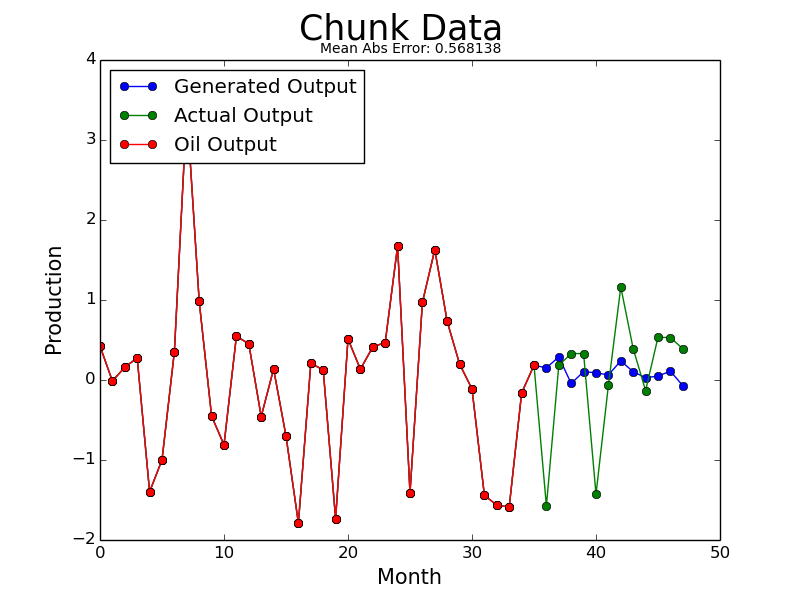 Chunk Data
Mean Abs Error: 0.568138
4
3
2
1
0
−1
−2
Production
Generated Output
Actual Output
Oil Output
0 10 20 30 40 50
Month